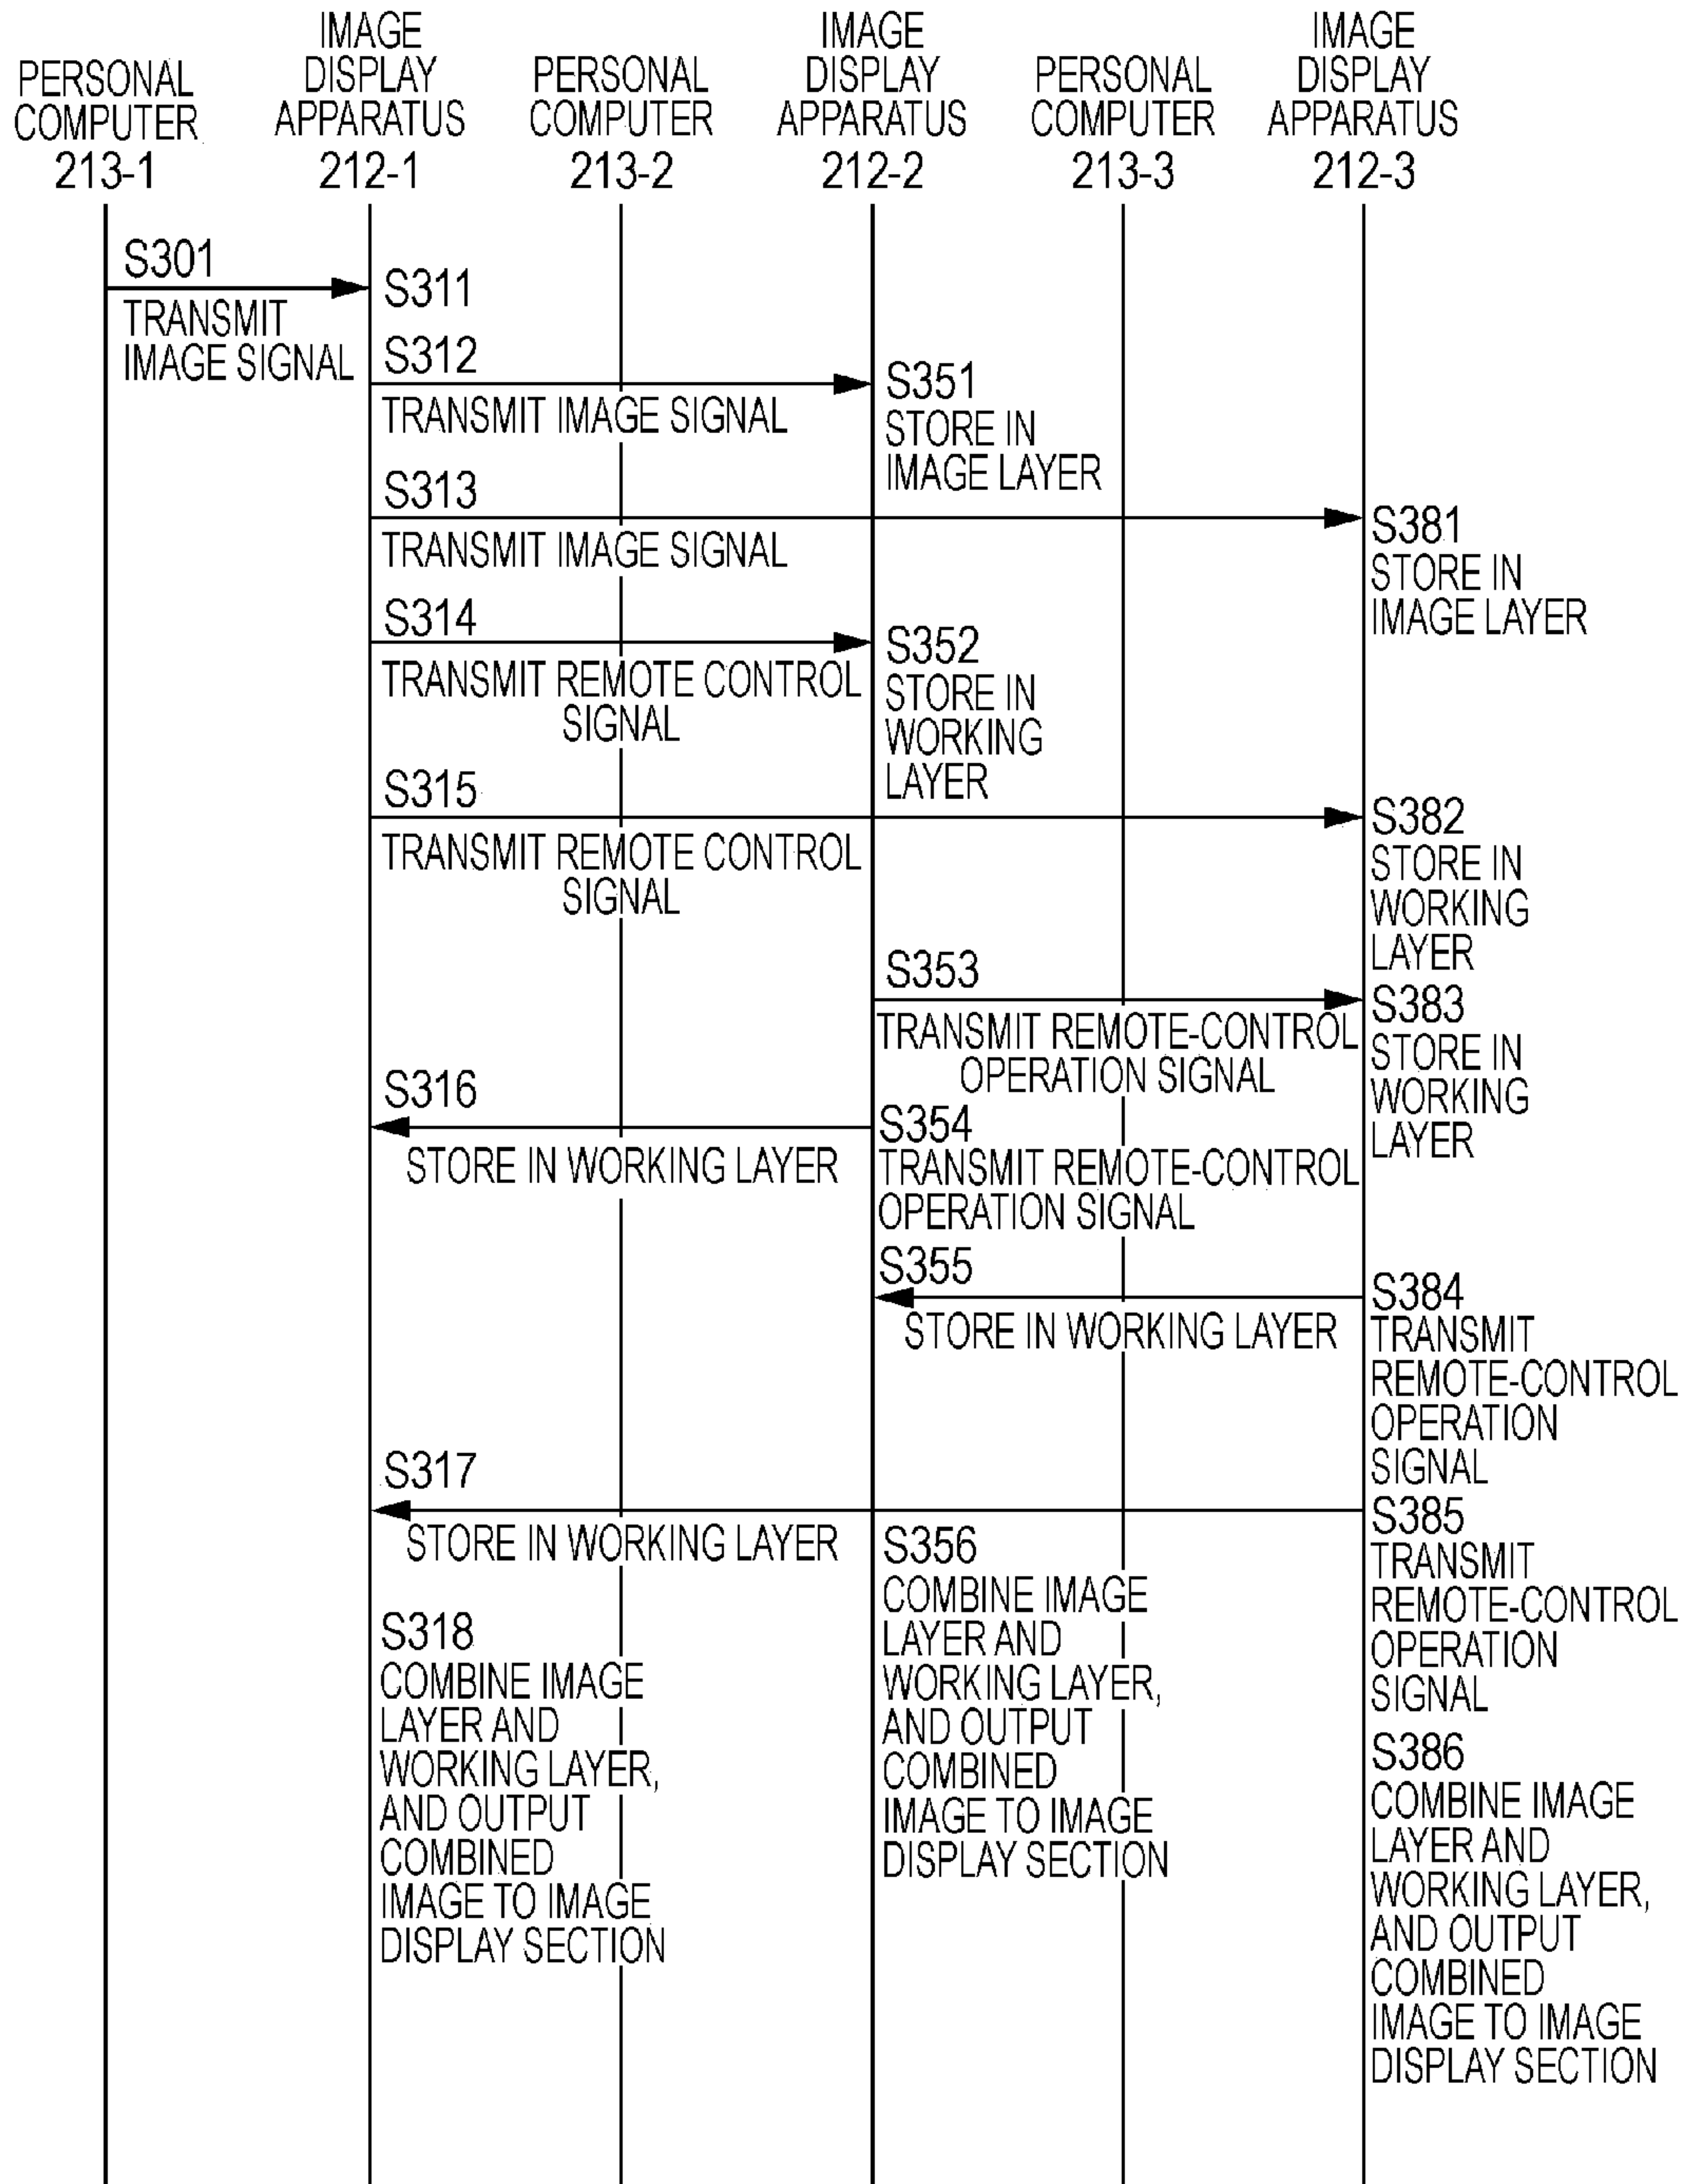 PERSONAL
COMPUTER
213-1
IMAGE
DISPLAY
APPARATUS
212-1
PERSONAL
COMPUTER
213-2
IMAGE
DISPLAY
APPARATUS
212-2
PERSONAL
COMPUTER
213-3
IMAGE
DISPLAY
APPARATUS
212-3
S301
TRANSMIT
IMAGE SIGNAL
S311
S312
TRANSMIT IMAGE SIGNAL
S351
STORE IN
IMAGE LAYER
S313
TRANSMIT IMAGE SIGNAL
S381
STORE IN
IMAGE LAYER
S314
TRANSMIT REMOTE CONTROL
SIGNAL
S352
STORE IN
WORKING
LAYER
S315
TRANSMIT REMOTE CONTROL
SIGNAL
S382
STORE IN
WORKING
LAYER
S353
TRANSMIT REMOTE-CONTROL
OPERATION SIGNAL
S383
STORE IN
WORKING
LAYER
S316
STORE IN WORKING LAYER
S354
TRANSMIT REMOTE-CONTROL
OPERATION SIGNAL
S355
STORE IN WORKING LAYER
S384
TRANSMIT
REMOTE-CONTROL
OPERATION
SIGNAL
S317
STORE IN WORKING LAYER
S385
TRANSMIT
REMOTE-CONTROL
OPERATION
SIGNAL
S356
COMBINE IMAGE
LAYER AND
WORKING LAYER,
AND OUTPUT
COMBINED
IMAGE TO IMAGE
DISPLAY SECTION
S318
COMBINE IMAGE
LAYER AND
WORKING LAYER,
AND OUTPUT
COMBINED
IMAGE TO IMAGE
DISPLAY SECTION
S386
COMBINE IMAGE
LAYER AND
WORKING LAYER,
AND OUTPUT
COMBINED
IMAGE TO IMAGE
DISPLAY SECTION